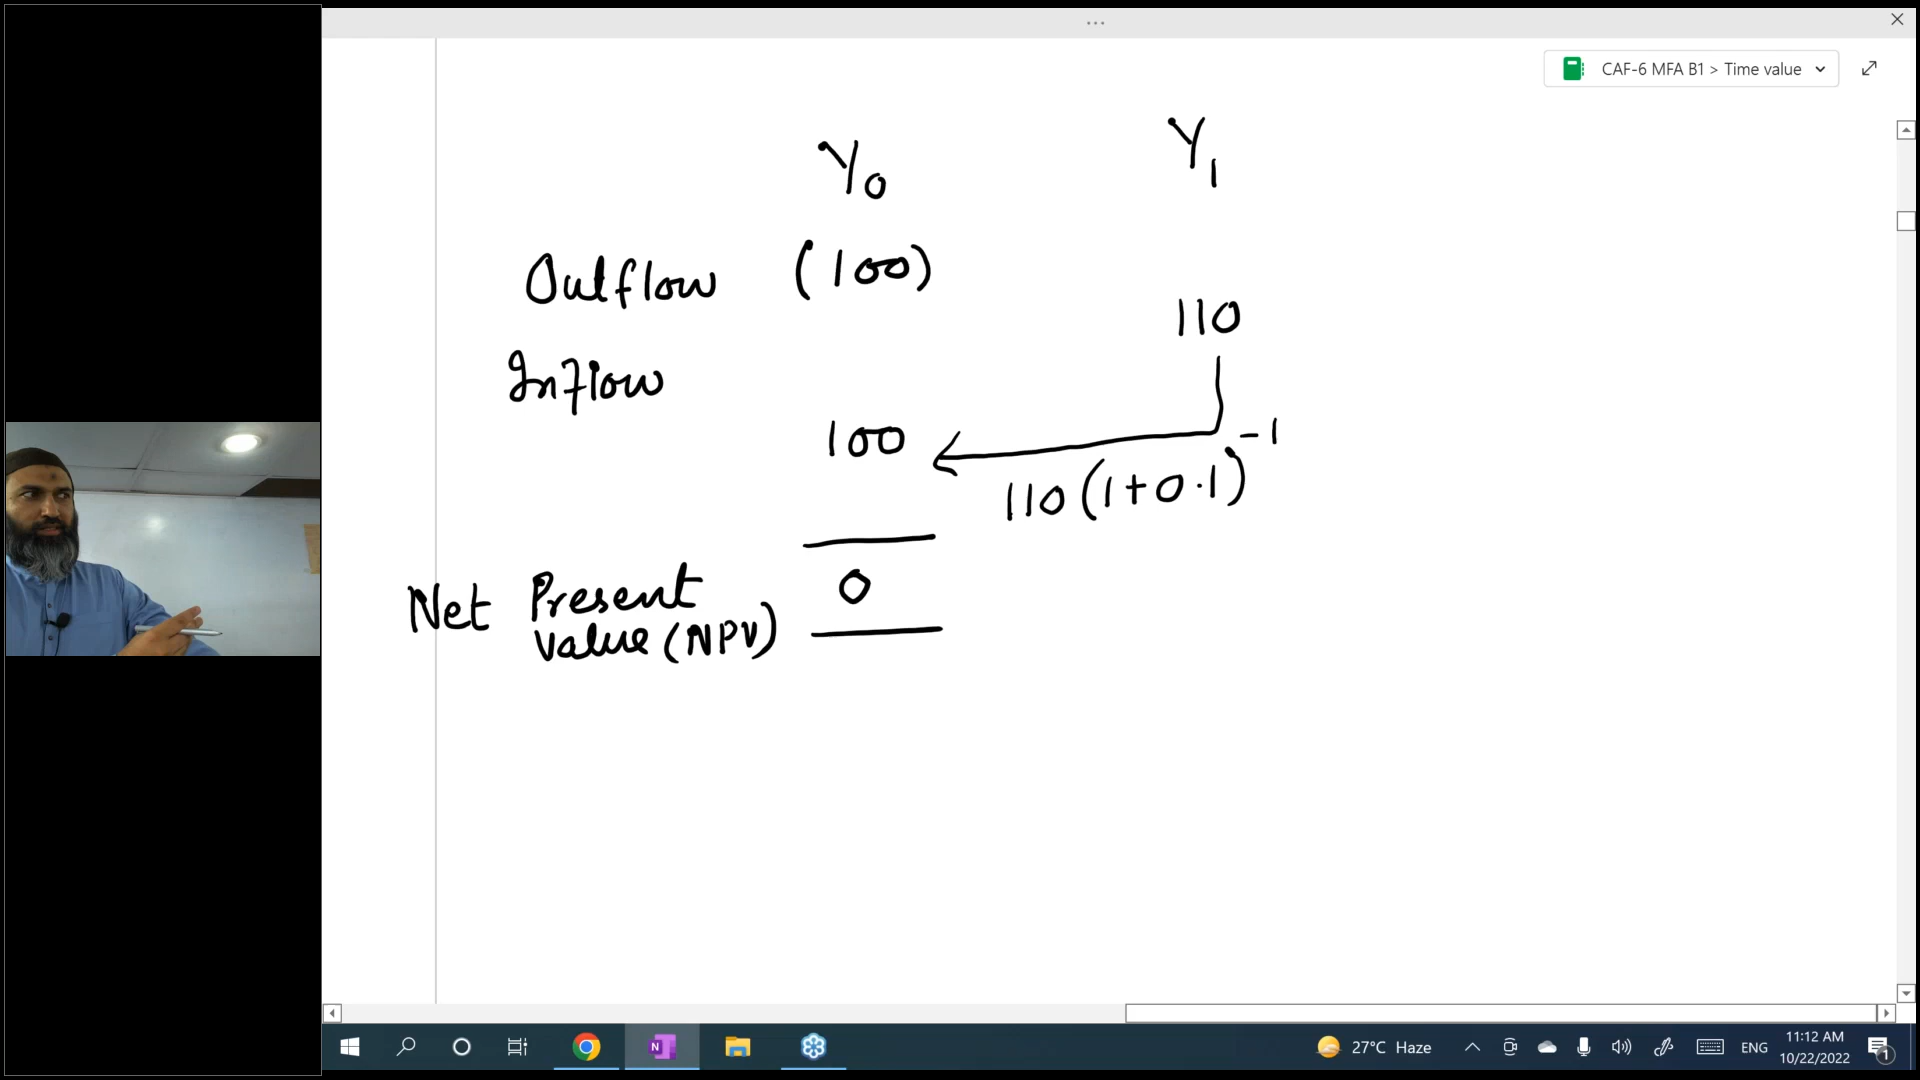 ...
CAF-6 MFA B1 > Time value
Y0 Y1
Outflow (100)
110
Inflow
100
110(1+0.1)⁻¹
Net Present Value (NPV) 0
27°C Haze
ENG
11:12 AM
10/22/2022
1